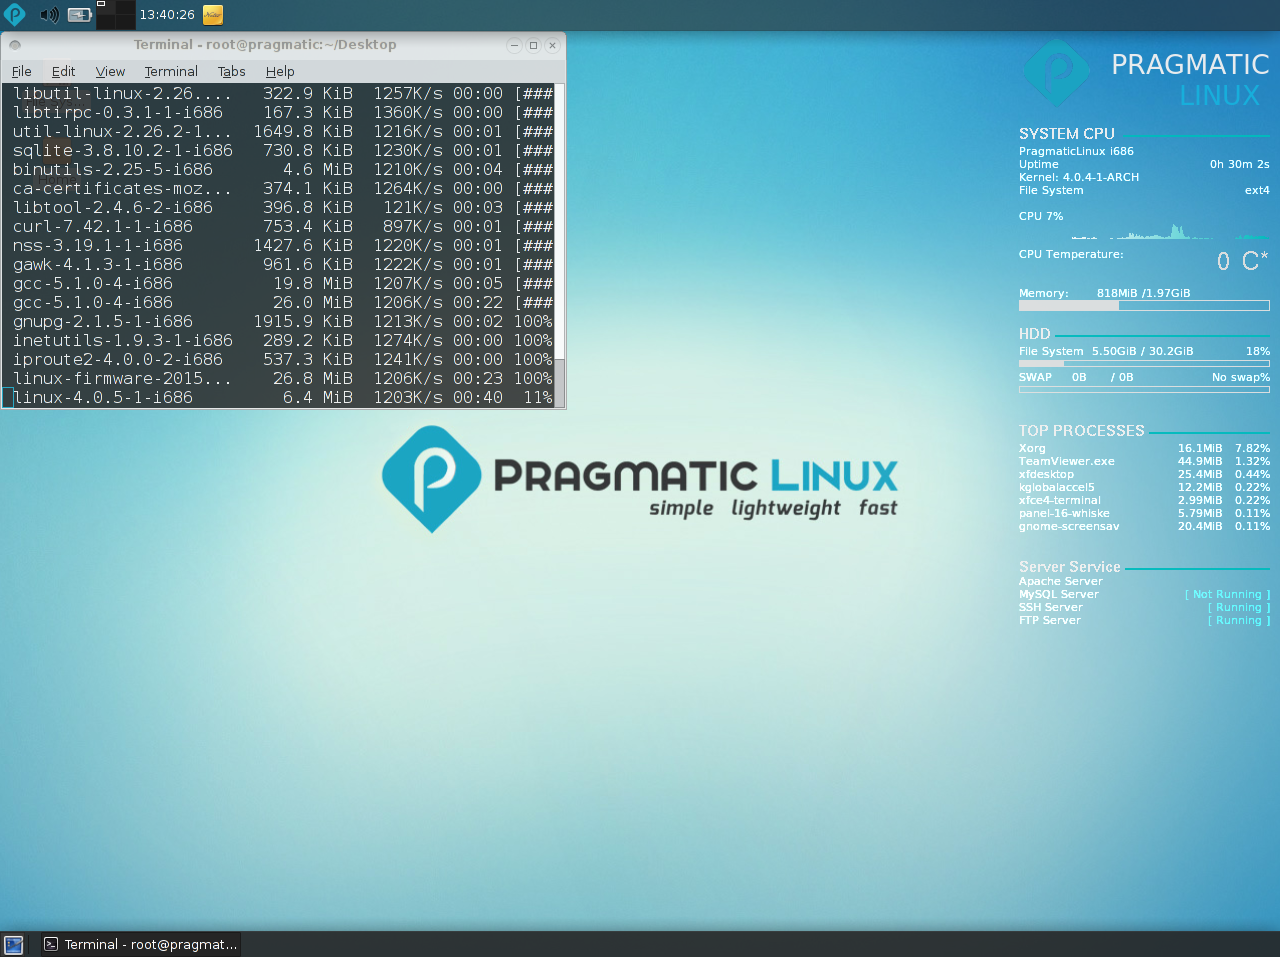 13:40:26
Terminal - root@pragmatic:~/Desktop
File Edit View Terminal Tabs Help
libutil-linux-2.26.... 322.9 KiB 1257K/s 00:00 [###
libtirpc-0.3.1-1-i686 167.3 KiB 1360K/s 00:00 [###
util-linux-2.26.2-1... 1649.8 KiB 1216K/s 00:01 [###
sqlite-3.8.10.2-1-i686 730.8 KiB 1230K/s 00:01 [###
binutils-2.25-5-i686 4.6 MiB 1210K/s 00:04 [###
ca-certificates-moz... 374.1 KiB 1264K/s 00:00 [###
libtool-2.4.6-2-i686 396.8 KiB 121K/s 00:03 [###
curl-7.42.1-1-i686 753.4 KiB 897K/s 00:01 [###
nss-3.19.1-1-i686 1427.6 KiB 1220K/s 00:01 [###
gawk-4.1.3-1-i686 961.6 KiB 1222K/s 00:01 [###
gcc-5.1.0-4-i686 19.8 MiB 1207K/s 00:05 [###
gcc-5.1.0-4-i686 26.0 MiB 1206K/s 00:22 [###
gnupg-2.1.5-1-i686 1915.9 KiB 1213K/s 00:02 100%
inetutils-1.9.3-1-i686 289.2 KiB 1274K/s 00:00 100%
iproute2-4.0.0-2-i686 537.3 KiB 1241K/s 00:00 100%
linux-firmware-2015... 26.8 MiB 1206K/s 00:23 100%
linux-4.0.5-1-i686 6.4 MiB 1203K/s 00:40 11%
PRAGMATIC LINUX
simple lightweight fast
PRAGMATIC
LINUX
SYSTEM CPU
PragmaticLinux i686
Uptime 0h 30m 2s
Kernel: 4.0.4-1-ARCH
File System ext4
CPU 7%
CPU Temperature: 0 C*
Memory: 818MiB /1.97GiB
HDD
File System 5.50GiB / 30.2GiB 18%
SWAP 0B / 0B No swap%
TOP PROCESSES
Xorg 16.1MiB 7.82%
TeamViewer.exe 44.9MiB 1.32%
xfdesktop 25.4MiB 0.44%
kglobalaccel5 12.2MiB 0.22%
xfce4-terminal 2.99MiB 0.22%
panel-16-whiske 5.79MiB 0.11%
gnome-screensav 20.4MiB 0.11%
Server Service
Apache Server
MySQL Server [ Not Running ]
SSH Server [ Running ]
FTP Server [ Running ]
Terminal - root@pragmat...